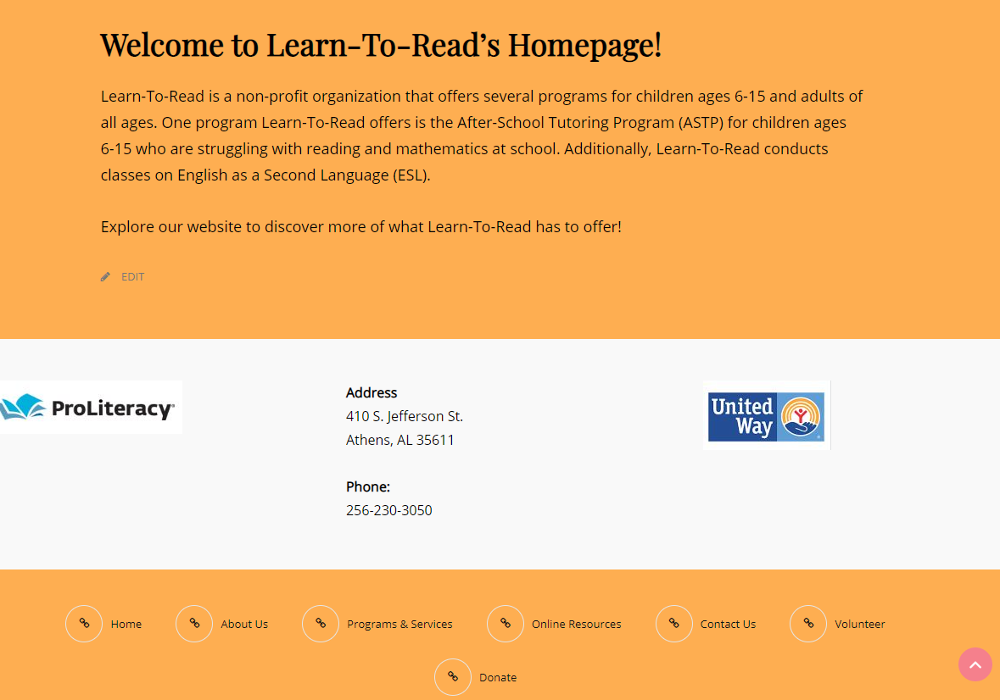 Welcome to Learn-To-Read’s Homepage!
Learn-To-Read is a non-profit organization that offers several programs for children ages 6-15 and adults of
all ages. One program Learn-To-Read offers is the After-School Tutoring Program (ASTP) for children ages
6-15 who are struggling with reading and mathematics at school. Additionally, Learn-To-Read conducts
classes on English as a Second Language (ESL).
Explore our website to discover more of what Learn-To-Read has to offer!
EDIT
ProLiteracy
Address
410 S. Jefferson St.
Athens, AL 35611
Phone:
256-230-3050
United
Way
Home
About Us
Programs & Services
Online Resources
Contact Us
Volunteer
Donate